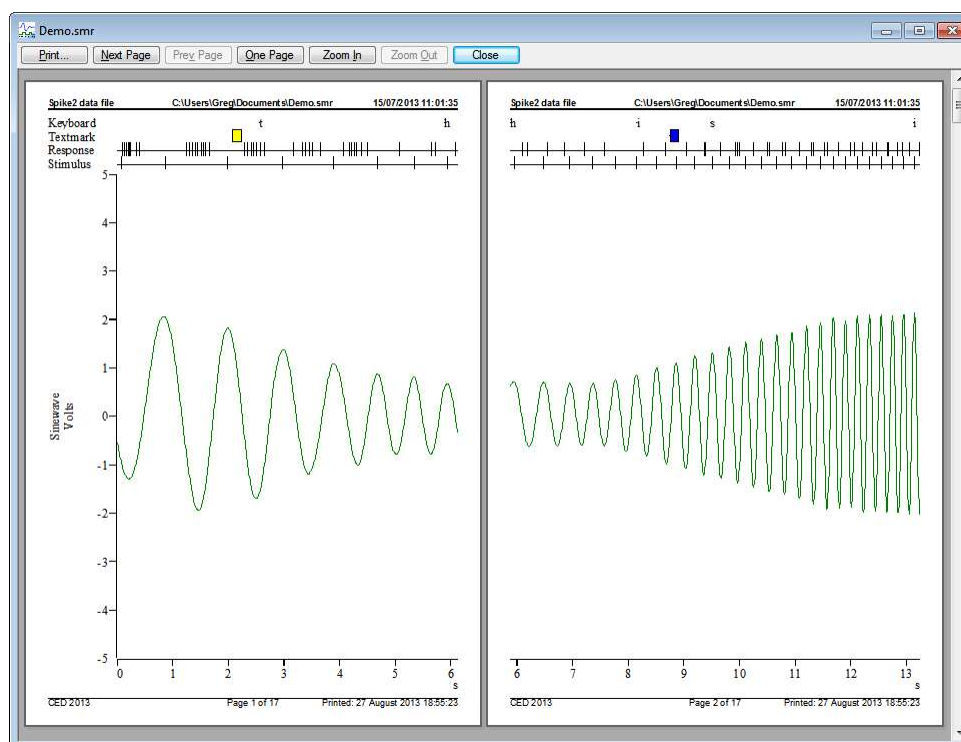 Demo.smr
Print... Next Page Prev Page One Page Zoom In Zoom Out Close
Spike2 data file C:\Users\Greg\Documents\Demo.smr 15/07/2013 11:01:35
Keyboard t h
Textmark
Response
Stimulus
5
4
3
2
1
0
-1
-2
-3
-4
-5
Sinewave
Volts
0 1 2 3 4 5 6
s
CED 2013 Page 1 of 17 Printed: 27 August 2013 18:55:23
Spike2 data file C:\Users\Greg\Documents\Demo.smr 15/07/2013 11:01:35
h i s i
6 7 8 9 10 11 12 13
s
CED 2013 Page 2 of 17 Printed: 27 August 2013 18:55:23